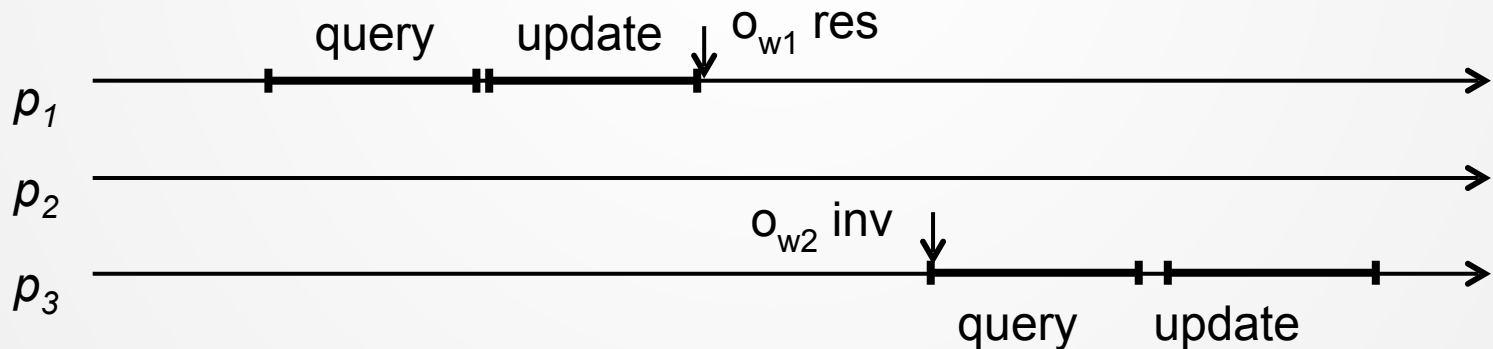 query update o_w1 res
p_1
p_2
o_w2 inv
p_3
query update